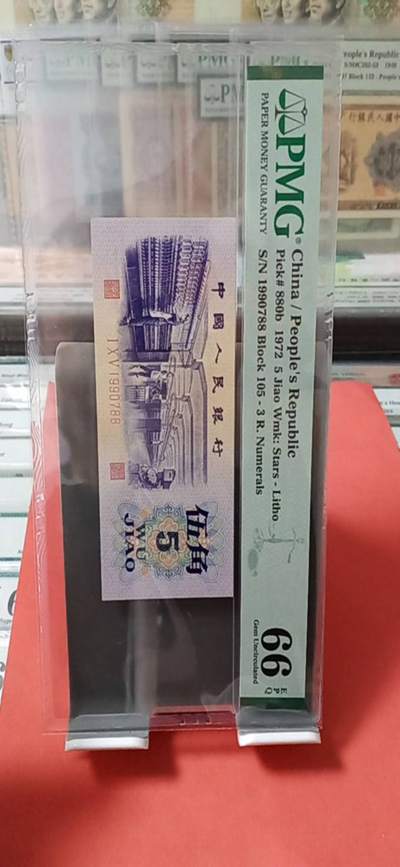 PMG®
PAPER MONEY GUARANTY
China / People's Republic
Pick# 880b 1972 5 Jiao Wmk: Stars - Litho
S/N 1990788 Block 105 - 3 R. Numerals
66 EPQ
Gem Uncirculated
中國人民銀行
I X V 1990788
伍角
5
WU
JIAO